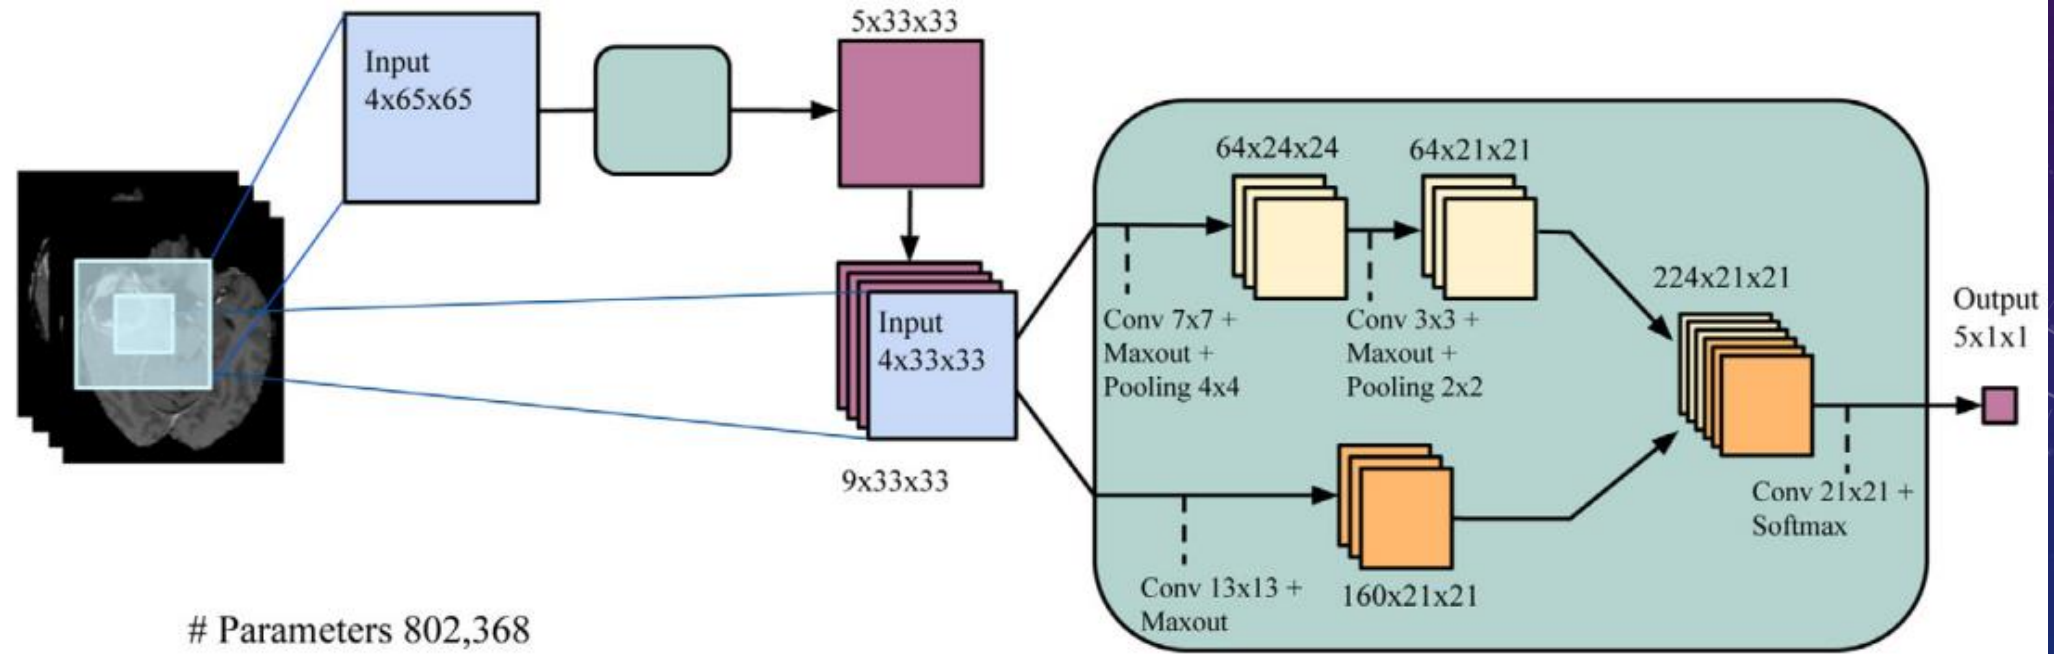 Input
4x65x65
5x33x33
Input
4x33x33
9x33x33
64x24x24
64x21x21
Conv 7x7 +
Maxout +
Pooling 4x4
Conv 3x3 +
Maxout +
Pooling 2x2
224x21x21
Conv 13x13 +
Maxout
160x21x21
Conv 21x21 +
Softmax
Output
5x1x1
# Parameters 802,368